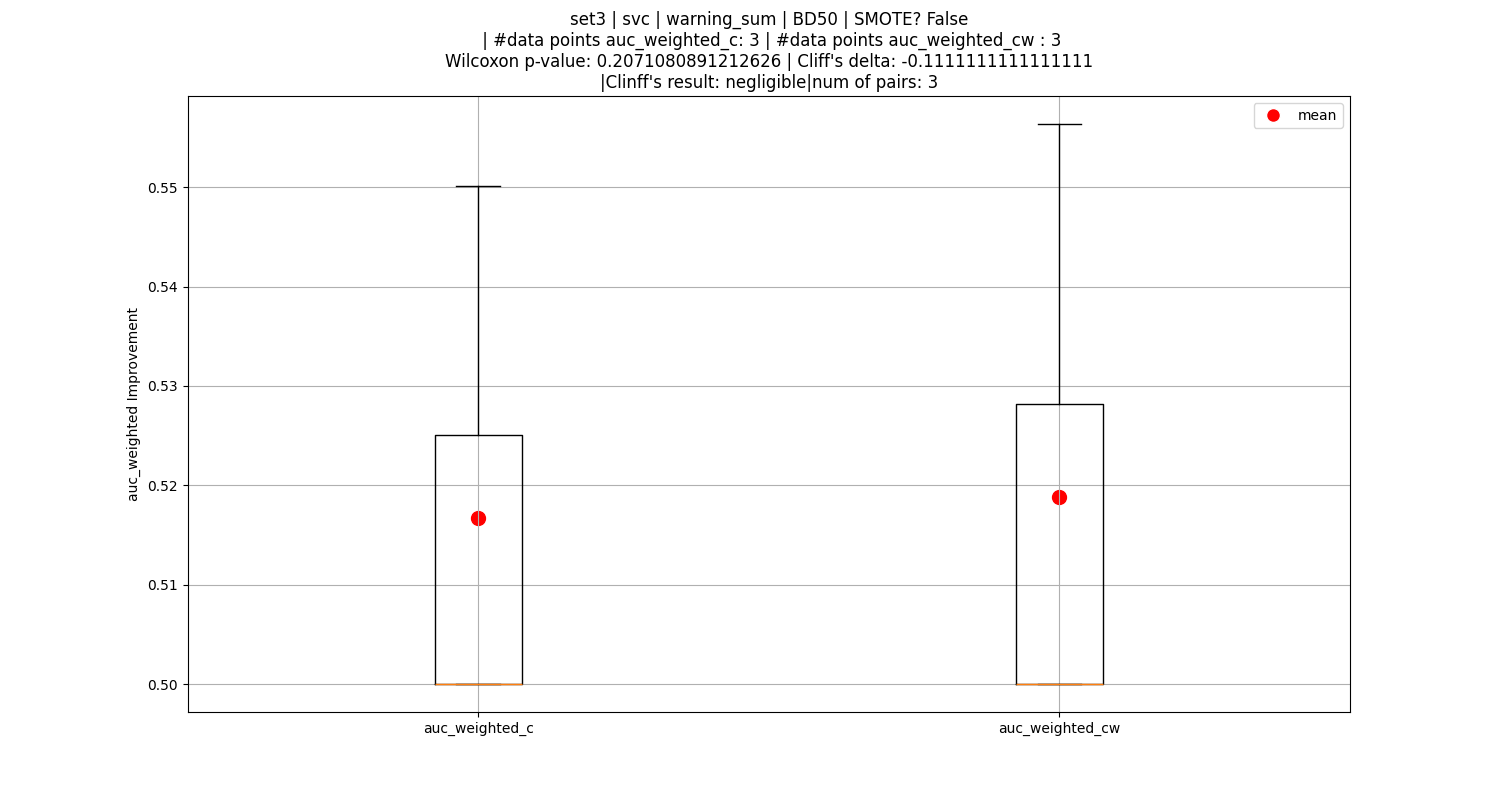 set3 | svc | warning_sum | BD50 | SMOTE? False
| #data points auc_weighted_c: 3 | #data points auc_weighted_cw : 3
Wilcoxon p-value: 0.2071080891212626 | Cliff's delta: -0.1111111111111111
|Clinff's result: negligible|num of pairs: 3
mean
auc_weighted Improvement
0.55
0.54
0.53
0.52
0.51
0.50
auc_weighted_c
auc_weighted_cw